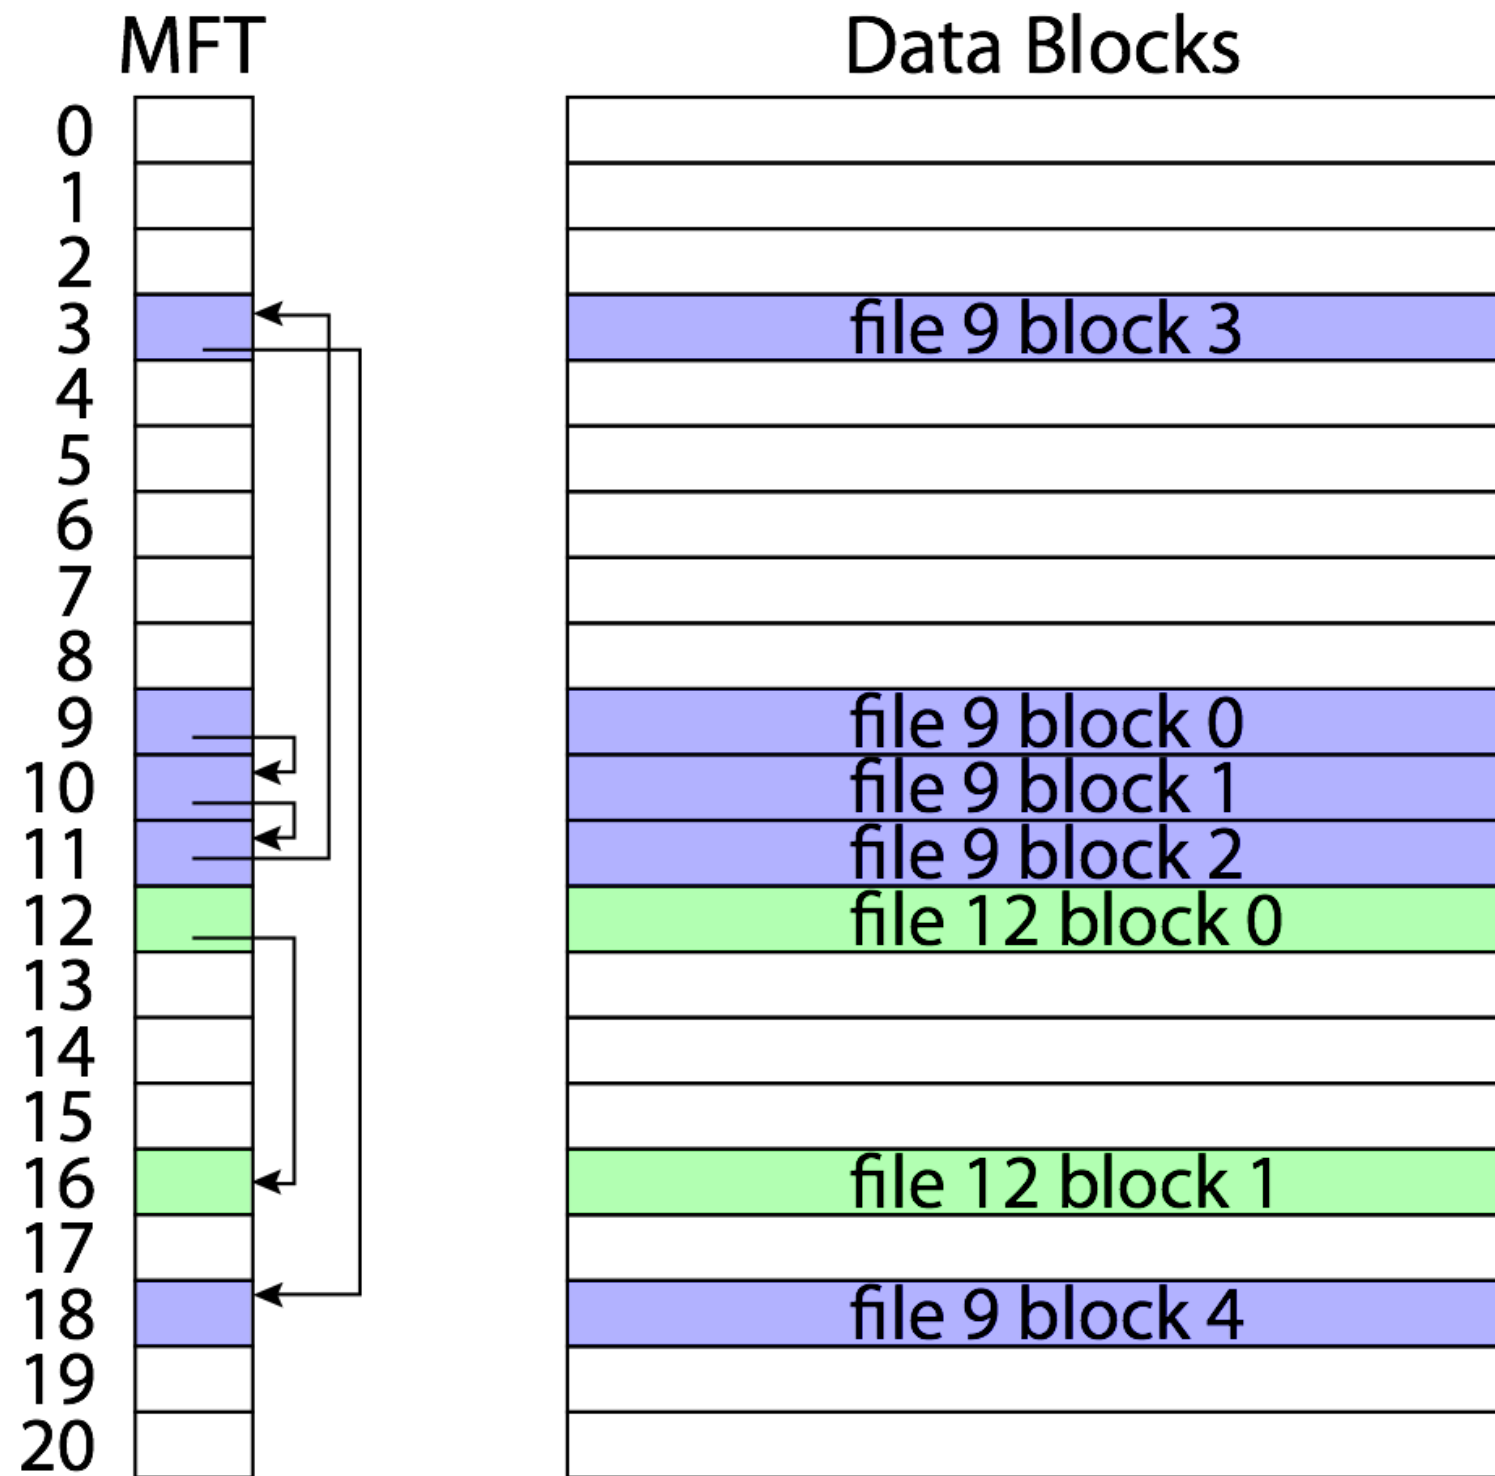 MFT Data Blocks
0
1
2
3 file 9 block 3
4
5
6
7
8
9 file 9 block 0
10 file 9 block 1
11 file 9 block 2
12 file 12 block 0
13
14
15
16 file 12 block 1
17
18 file 9 block 4
19
20